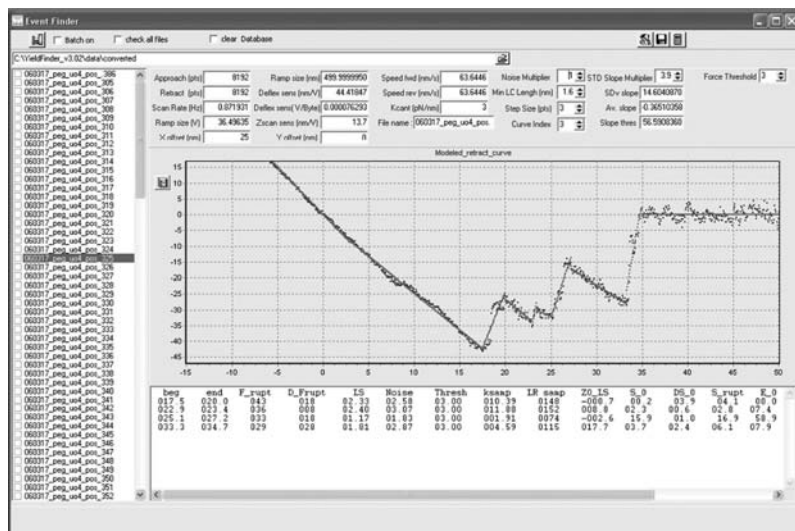 Event Finder
Batch on check all files clear Database
C:\YieldFinder_v3.02\data\converted
060317_peg_uo4_pos_386
060317_peg_uo4_pos_305
060317_peg_uo4_pos_306
060317_peg_uo4_pos_307
060317_peg_uo4_pos_308
060317_peg_uo4_pos_309
060317_peg_uo4_pos_310
060317_peg_uo4_pos_311
060317_peg_uo4_pos_312
060317_peg_uo4_pos_313
060317_peg_uo4_pos_314
060317_peg_uo4_pos_315
060317_peg_uo4_pos_316
060317_peg_uo4_pos_317
060317_peg_uo4_pos_318
060317_peg_uo4_pos_319
060317_peg_uo4_pos_320
060317_peg_uo4_pos_321
060317_peg_uo4_pos_322
060317_peg_uo4_pos_323
060317_peg_uo4_pos_324
060317_peg_uo4_pos_325
060317_peg_uo4_pos_326
060317_peg_uo4_pos_327
060317_peg_uo4_pos_328
060317_peg_uo4_pos_329
060317_peg_uo4_pos_330
060317_peg_uo4_pos_331
060317_peg_uo4_pos_332
060317_peg_uo4_pos_333
060317_peg_uo4_pos_334
060317_peg_uo4_pos_335
060317_peg_uo4_pos_336
060317_peg_uo4_pos_337
060317_peg_uo4_pos_338
060317_peg_uo4_pos_339
060317_peg_uo4_pos_340
060317_peg_uo4_pos_341
060317_peg_uo4_pos_342
060317_peg_uo4_pos_343
060317_peg_uo4_pos_344
060317_peg_uo4_pos_345
060317_peg_uo4_pos_346
060317_peg_uo4_pos_347
060317_peg_uo4_pos_348
060317_peg_uo4_pos_349
060317_peg_uo4_pos_350
060317_peg_uo4_pos_351
060317_peg_uo4_pos_352
Approach (pts) 8192 Ramp size (nm) 499.9999950 Speed fwd (nm/s) 63.6446 Noise Multiplier STD Slope Multiplier 3.9 Force Threshold 3
Retract (pts) 8192 Deflex sens (nm/V) 44.41847 Speed rev (nm/s) 63.6446 Min LC Lengh (nm) 1.6 SDv slope 14.6040870
Scan Rate (Hz) 0.871931 Deflex sens( V/Byte) 0.000076293 Kcant (pN/nm) 3 Step Size (pts) 3 Av. slope -0.36510358
Ramp size (V) 36.49635 Zscan sens (nm/V) 13.7 File name : 060317_peg_uo4_pos. Curve Index 3 Slope thres 56.5908360
X offset (nm) 25 Y offset (nm) 0
Modeled_retract_curve
15
10
5
0
-5
-10
-15
-20
-25
-30
-35
-40
-45
-15 -10 -5 0 5 10 15 20 25 30 35 40 45 50
beg end F_rupt D_Frupt LS Noise Thresh ksaap LR saap Z0_LS S_0 DS_0 S_rupt E_0
017.5 020.0 043 018 02.33 02.58 03.00 010.39 0148 -000.7 00.2 03.9 04.1 00.0
022.9 023.4 036 008 02.40 03.07 03.00 011.88 0152 008.8 02.3 00.6 02.8 07.4
025.1 027.2 033 018 01.17 01.83 03.00 001.91 0074 -002.6 15.9 01.0 16.9 58.9
033.3 034.7 029 028 01.81 02.87 03.00 004.59 0115 017.7 03.7 02.4 06.1 07.9